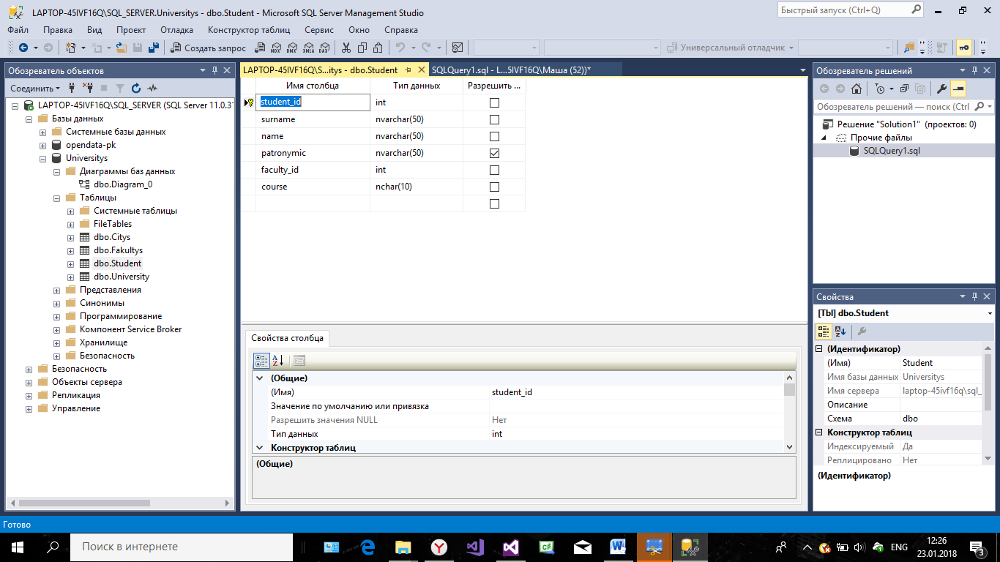 LAPTOP-45IVF16Q\SQL_SERVER.Universitys - dbo.Student - Microsoft SQL Server Management Studio
Быстрый запуск (Ctrl+Q)
Файл Правка Вид Проект Отладка Конструктор таблиц Сервис Окно Справка
Создать запрос
MDX DMX XMLA DAX
Универсальный отладчик
Обозреватель объектов
Соединить
LAPTOP-45IVF16Q\SQL_SERVER (SQL Server 11.0.31
Базы данных
Системные базы данных
opendata-pk
Universitys
Диаграммы баз данных
dbo.Diagram_0
Таблицы
Системные таблицы
FileTables
dbo.Citys
dbo.Fakultys
dbo.Student
dbo.University
Представления
Синонимы
Программирование
Компонент Service Broker
Хранилище
Безопасность
Безопасность
Объекты сервера
Репликация
Управление
LAPTOP-45IVF16Q\S...itys - dbo.Student
SQLQuery1.sql - L...5IVF16Q\Маша (52))*
Имя столбца Тип данных Разрешить ...
student_id int
surname nvarchar(50)
name nvarchar(50)
patronymic nvarchar(50)
faculty_id int
course nchar(10)
Свойства столбца
(Общие)
(Имя) student_id
Значение по умолчанию или привязка
Разрешить значения NULL Нет
Тип данных int
Конструктор таблиц
(Общие)
Обозреватель решений
Обозреватель решений — поиск (Ctrl
Решение "Solution1" (проектов: 0)
Прочие файлы
SQLQuery1.sql
Свойства
[Tbl] dbo.Student
(Идентификатор)
(Имя) Student
Имя базы данных Universitys
Имя сервера laptop-45ivf16q\sql_
Описание
Схема dbo
Конструктор таблиц
Индексируемый Да
Реплицировано Нет
(Идентификатор)
Готово
Поиск в интернете
ENG
12:26
23.01.2018
3